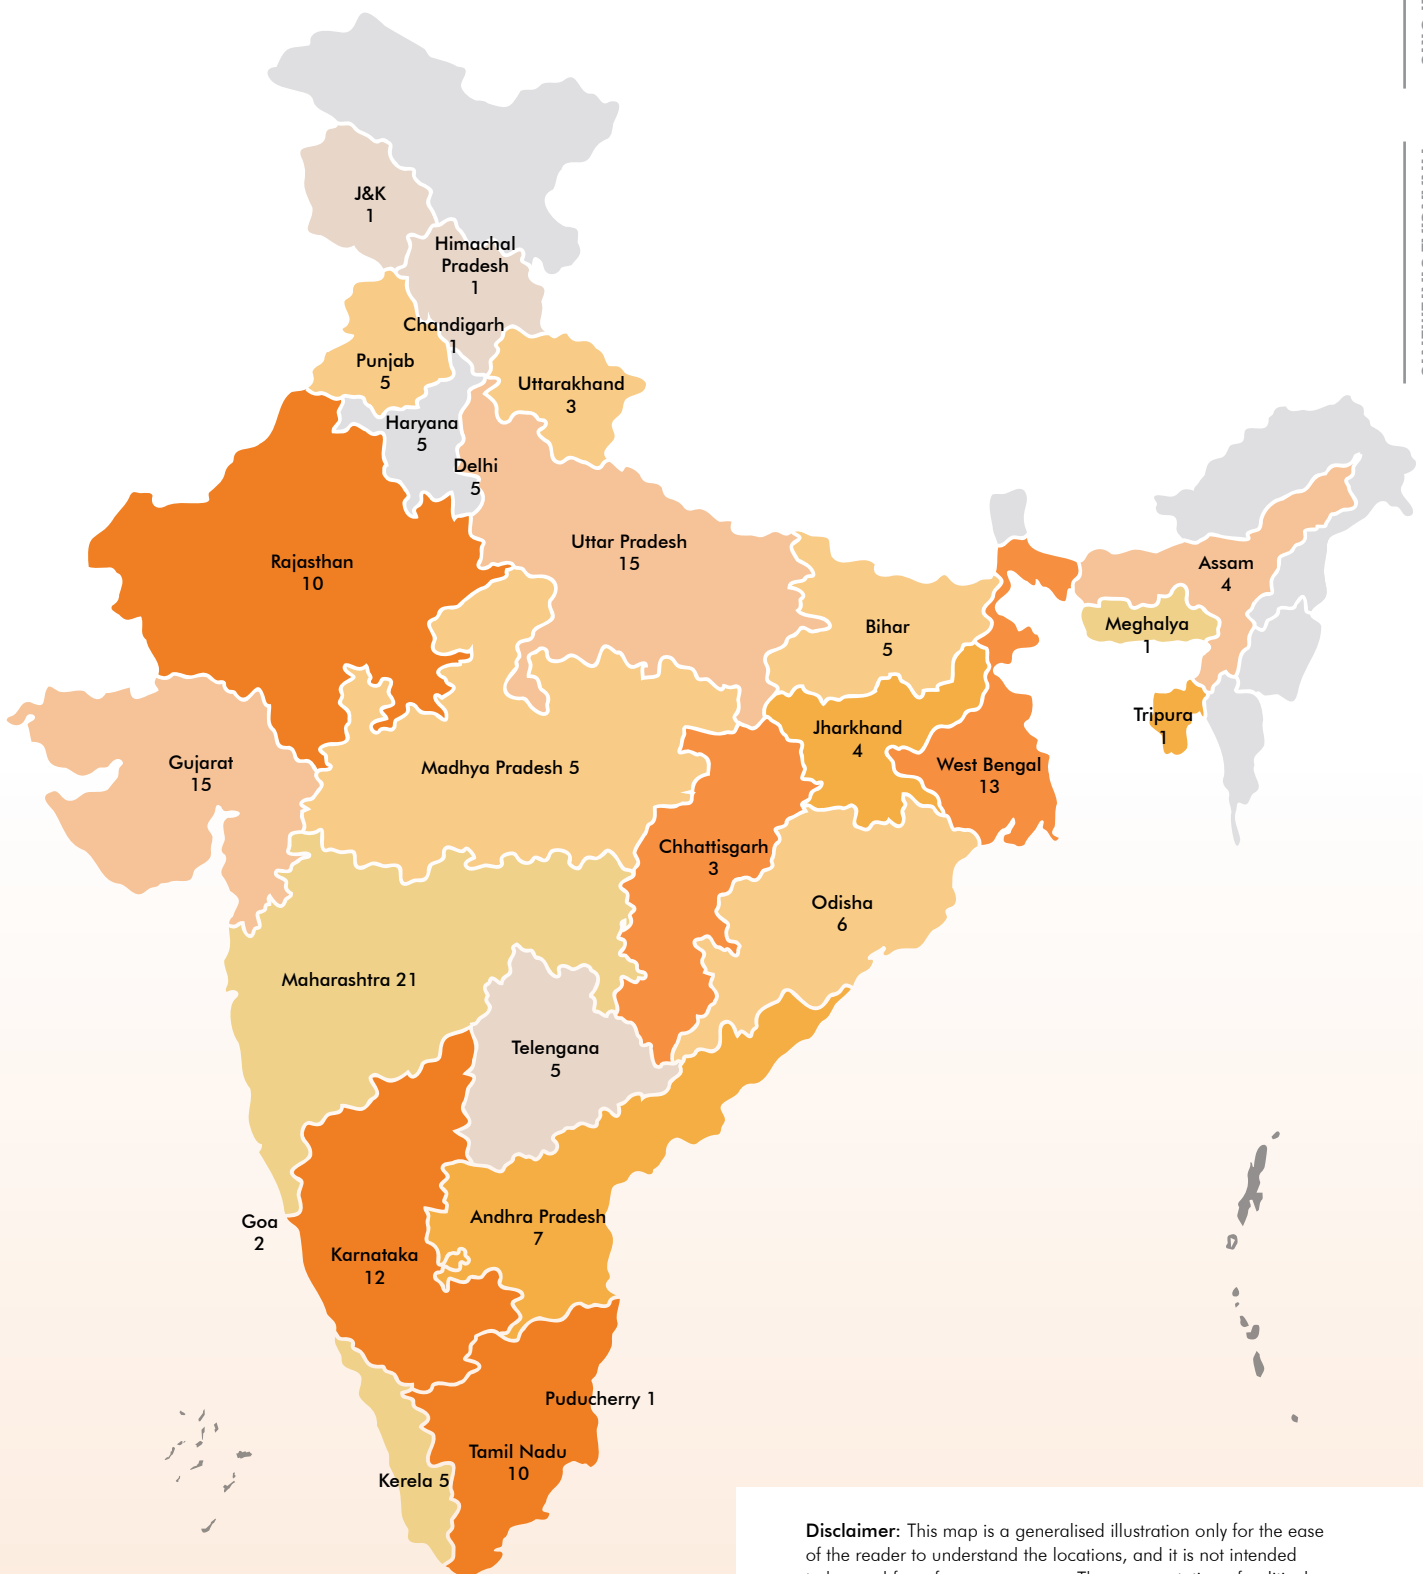 J&K
1
Himachal
Pradesh
1
Chandigarh
1
Punjab
5
Uttarakhand
3
Haryana
5
Delhi
5
Uttar Pradesh
15
Rajasthan
10
Assam
4
Meghalya
1
Bihar
5
Tripura
1
Jharkhand
4
Gujarat
15
Madhya Pradesh 5
West Bengal
13
Chhattisgarh
3
Odisha
6
Maharashtra 21
Telengana
5
Goa
2
Andhra Pradesh
7
Karnataka
12
Puducherry 1
Tamil Nadu
10
Kerela 5
Disclaimer: This map is a generalised illustration only for the ease
of the reader to understand the locations, and it is not intended